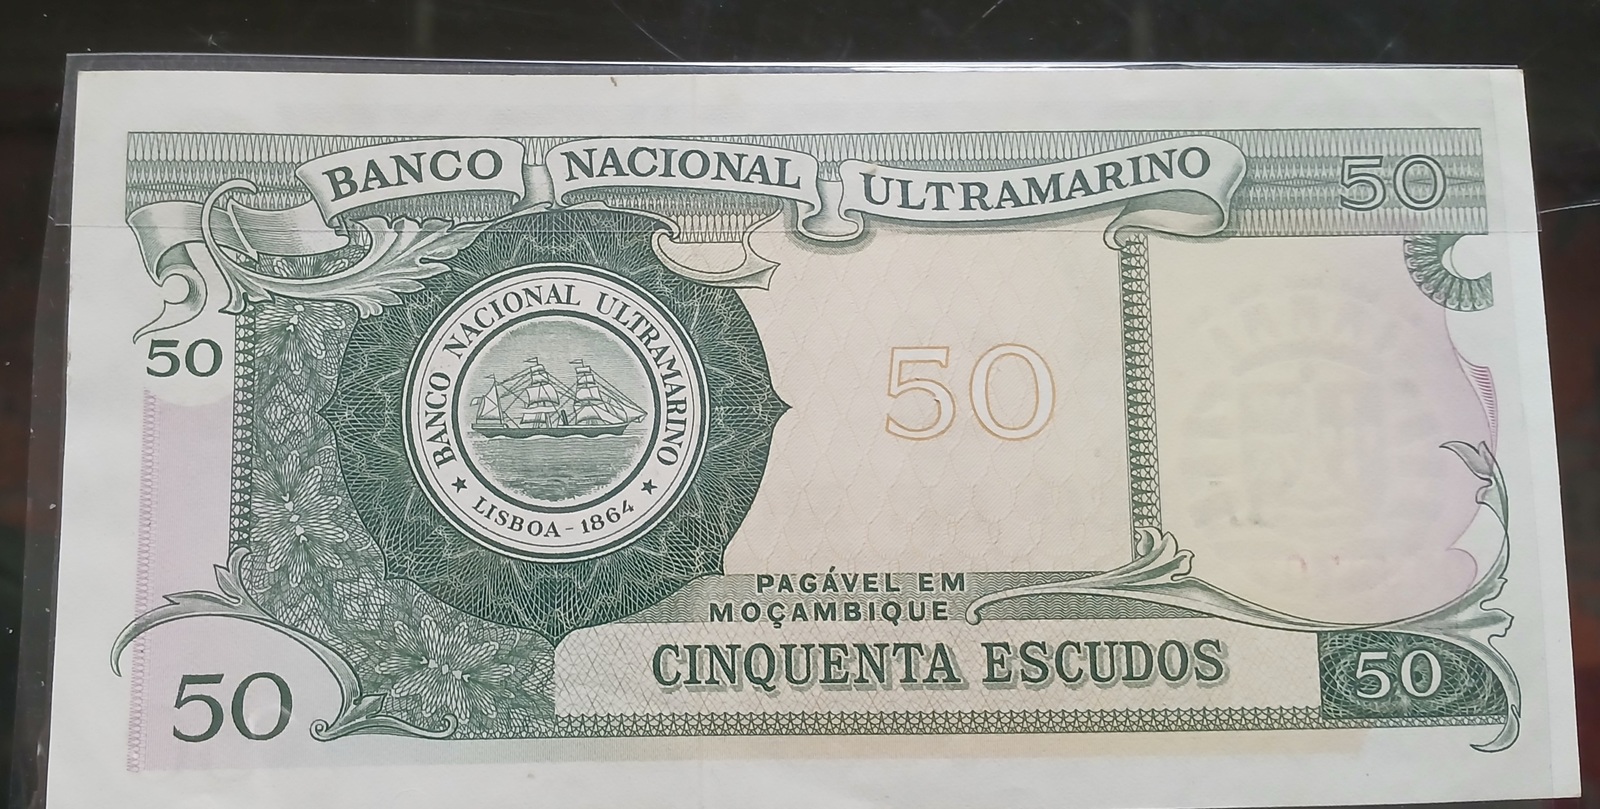 BANCO NACIONAL ULTRAMARINO
50
50
BANCO NACIONAL ULTRAMARINO
★ LISBOA - 1864 ★
50
PAGÁVEL EM
MOÇAMBIQUE
CINQUENTA ESCUDOS
50
50